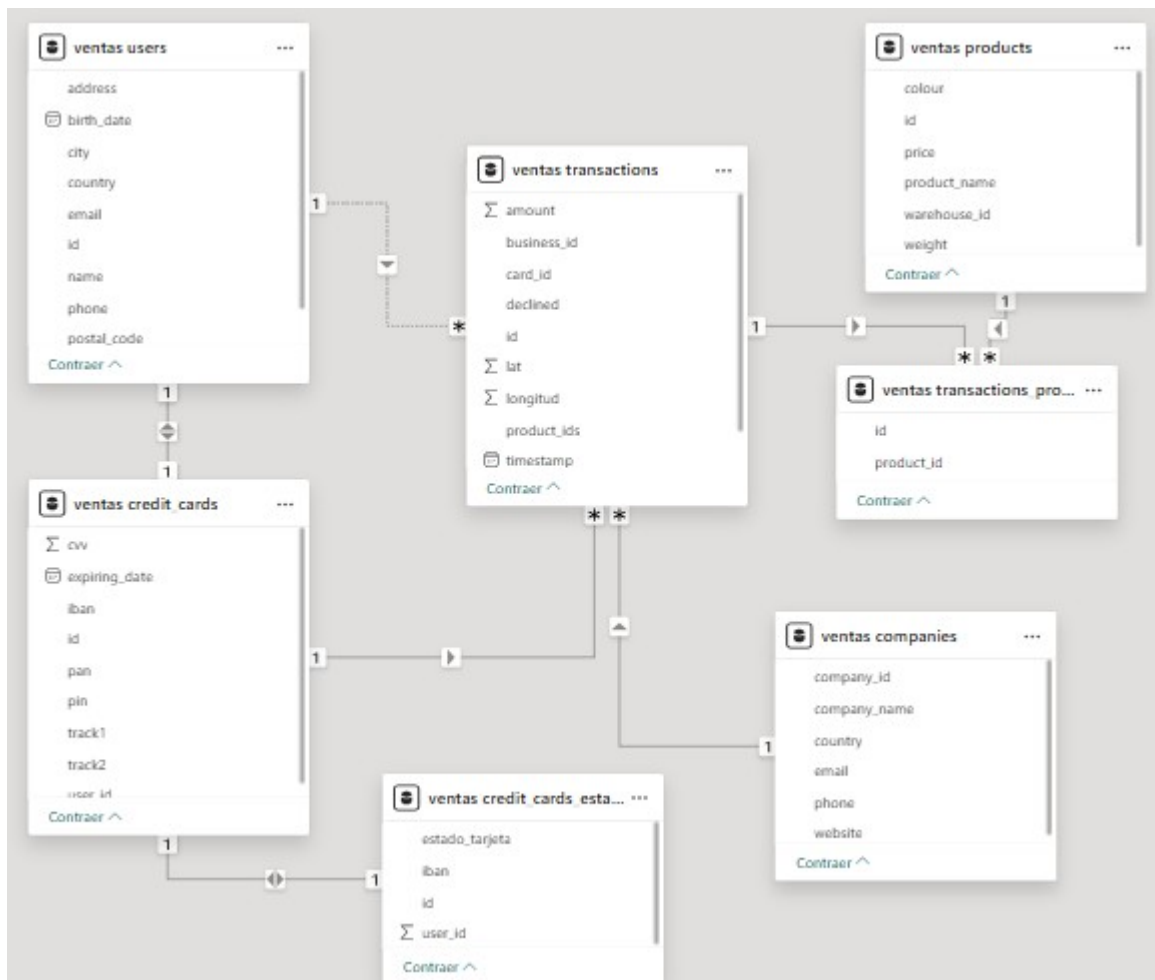 ventas users
address
birth_date
city
country
email
id
name
phone
postal_code
Contraer
ventas products
colour
id
price
product_name
warehouse_id
weight
Contraer
ventas transactions
Σ amount
business_id
card_id
declined
id
Σ lat
Σ longitud
product_ids
timestamp
Contraer
1
*
1
* *
1
ventas transactions_pro...
id
product_id
Contraer
1
1
ventas credit_cards
Σ cvv
expiring_date
iban
id
pan
pin
track1
track2
user_id
Contraer
* *
1
1
ventas companies
company_id
company_name
country
email
phone
website
Contraer
1
1
ventas credit_cards_esta...
estado_tarjeta
iban
id
Σ user_id
Contraer